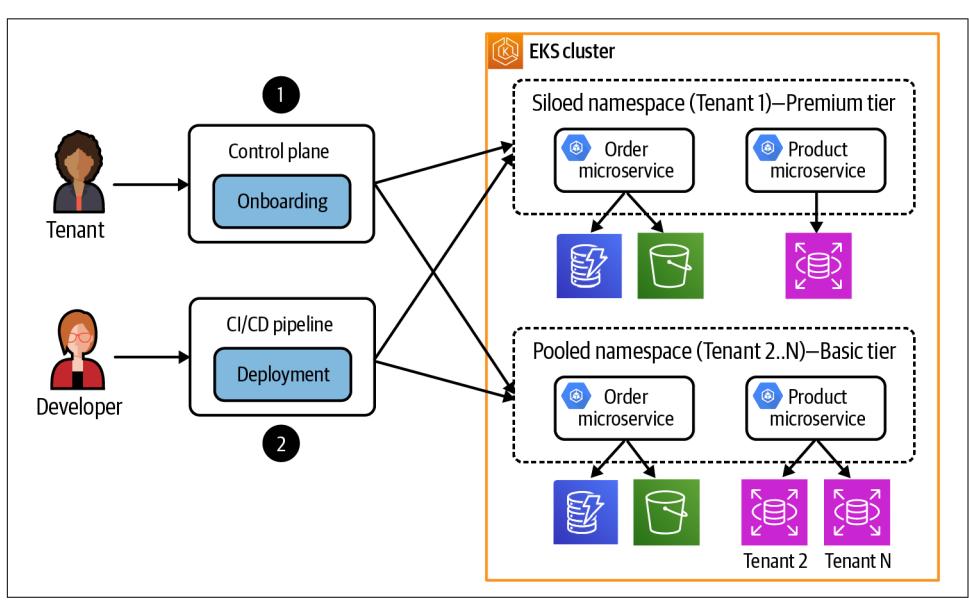 1
Control plane
Onboarding
Tenant
CI/CD pipeline
Deployment
Developer
2
EKS cluster
Siloed namespace (Tenant 1)—Premium tier
Order
microservice
Product
microservice
Pooled namespace (Tenant 2..N)—Basic tier
Order
microservice
Product
microservice
Tenant 2
Tenant N